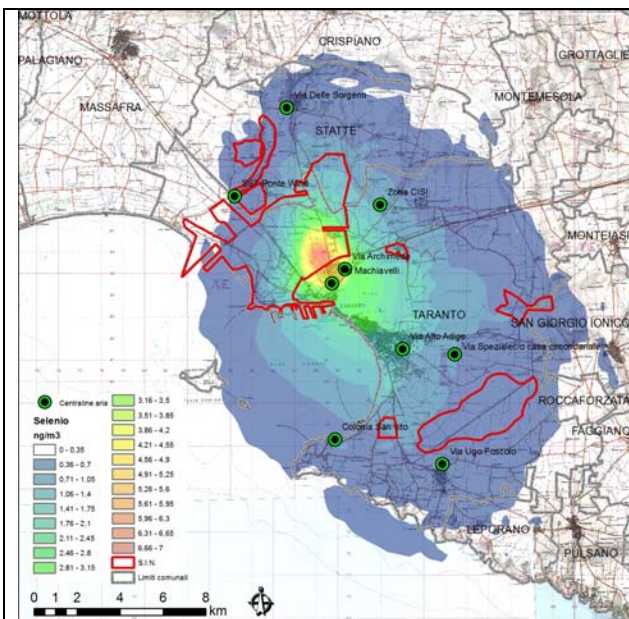 MOTTOLA
CRISPIANO
GROTTAGLIE
PALAGIANO
MONTEMESOLA
MASSAFRA
Via Delle Sorgenti
STATTE
SS7 Ponte Wind
Zona CISI
MONTEIASI
Via Archimede
Machiavelli
TARANTO
SAN GIORGIO IONICO
Via Alto Adige
Via Speziale/c/o case circondariale
ROCCAFORZATA
FAGGIANO
Colonia San Vito
Via Ugo Foscolo
LEPORANO
PULSANO
Centraline aria
Selenio
ng/m3
0 - 0,35
0,36 - 0,7
0,71 - 1,05
1,06 - 1,4
1,41 - 1,75
1,76 - 2,1
2,11 - 2,45
2,46 - 2,8
2,81 - 3,15
3,16 - 3,5
3,51 - 3,85
3,86 - 4,2
4,21 - 4,55
4,56 - 4,9
4,91 - 5,25
5,26 - 5,6
5,61 - 5,95
5,96 - 6,3
6,31 - 6,65
6,66 - 7
S.I.N.
Limiti comunali
0 1 2 4 6 8
km